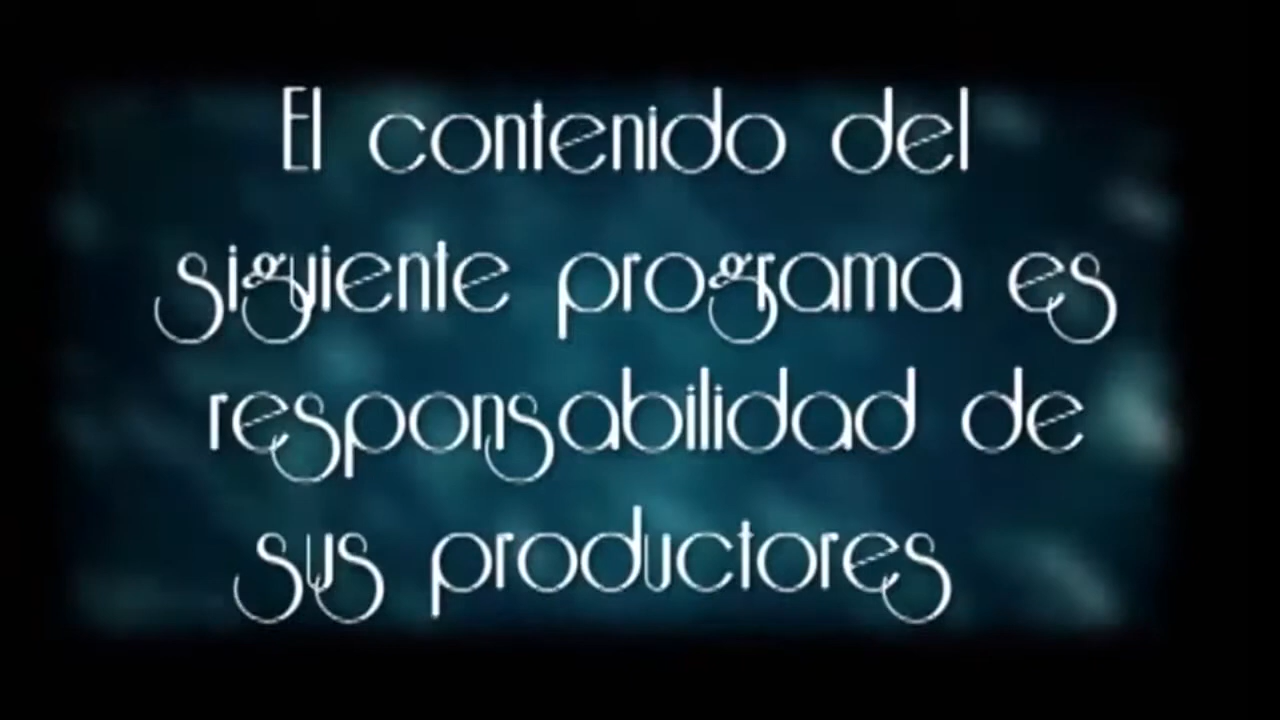 El contenido del
siguiente programa es
responsabilidad de
sus productores